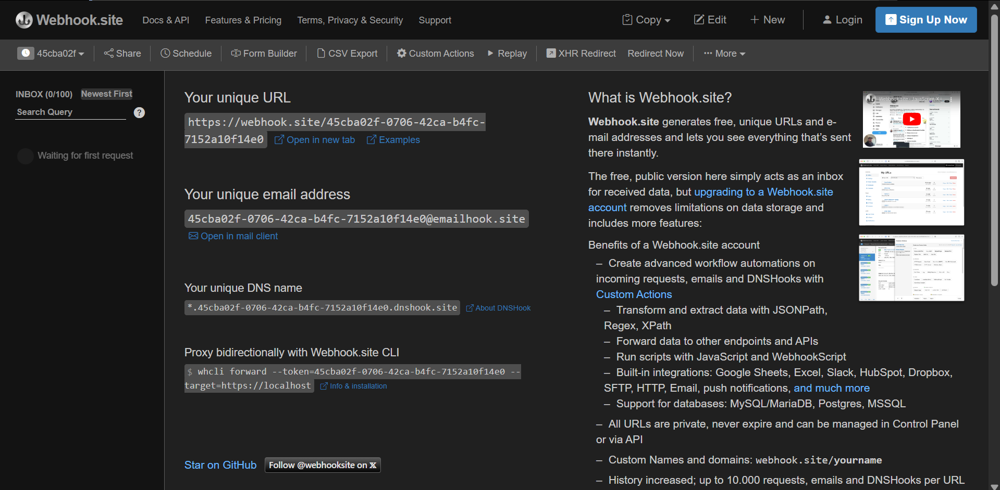 Webhook.site
Docs & API
Features & Pricing
Terms, Privacy & Security
Support
Copy
Edit
New
Login
Sign Up Now
45cba02f
Share
Schedule
Form Builder
CSV Export
Custom Actions
Replay
XHR Redirect
Redirect Now
More
INBOX (0/100)
Newest First
Search Query
?
Waiting for first request
Your unique URL
https://webhook.site/45cba02f-0706-42ca-b4fc-
7152a10f14e0
Open in new tab
Examples
Your unique email address
45cba02f-0706-42ca-b4fc-7152a10f14e0@emailhook.site
Open in mail client
Your unique DNS name
*.45cba02f-0706-42ca-b4fc-7152a10f14e0.dnshook.site
About DNSHook
Proxy bidirectionally with Webhook.site CLI
$ whcli forward --token=45cba02f-0706-42ca-b4fc-7152a10f14e0 --
target=https://localhost
Info & installation
Star on GitHub
Follow @webhooksite on X
What is Webhook.site?
Webhook.site generates free, unique URLs and e-
mail addresses and lets you see everything that's sent
there instantly.
The free, public version here simply acts as an inbox
for received data, but upgrading to a Webhook.site
account removes limitations on data storage and
includes more features:
Benefits of a Webhook.site account
– Create advanced workflow automations on
incoming requests, emails and DNSHooks with
Custom Actions
– Transform and extract data with JSONPath,
Regex, XPath
– Forward data to other endpoints and APIs
– Run scripts with JavaScript and WebhookScript
– Built-in integrations: Google Sheets, Excel, Slack, HubSpot, Dropbox,
SFTP, HTTP, Email, push notifications, and much more
– Support for databases: MySQL/MariaDB, Postgres, MSSQL
– All URLs are private, never expire and can be managed in Control Panel
or via API
– Custom Names and domains: webhook.site/yourname
– History increased; up to 10.000 requests, emails and DNSHooks per URL
Webhook.site - JavaScript, X
My URLs